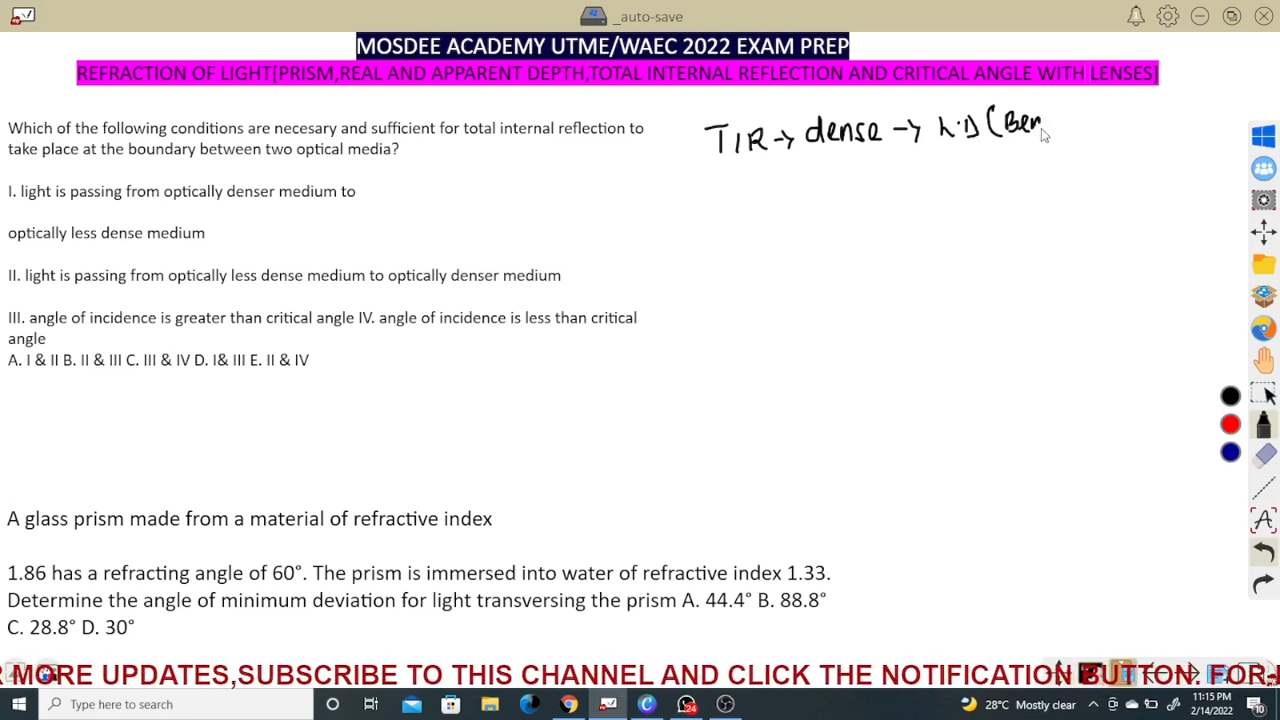 _auto-save
MOSDEE ACADEMY UTME/WAEC 2022 EXAM PREP
REFRACTION OF LIGHT[PRISM,REAL AND APPARENT DEPTH,TOTAL INTERNAL REFLECTION AND CRITICAL ANGLE WITH LENSES]
Which of the following conditions are necesary and sufficient for total internal reflection to
take place at the boundary between two optical media?
TIR → dense → L.D (Ben
I. light is passing from optically denser medium to
optically less dense medium
II. light is passing from optically less dense medium to optically denser medium
III. angle of incidence is greater than critical angle IV. angle of incidence is less than critical
angle
A. I & II B. II & III C. III & IV D. I& III E. II & IV
A glass prism made from a material of refractive index
1.86 has a refracting angle of 60°. The prism is immersed into water of refractive index 1.33.
Determine the angle of minimum deviation for light transversing the prism A. 44.4° B. 88.8°
C. 28.8° D. 30°
MORE UPDATES,SUBSCRIBE TO THIS CHANNEL AND CLICK THE NOTIFICATION BUTTON. FOR
Type here to search
24
28°C Mostly clear
11:15 PM
2/14/2022
10